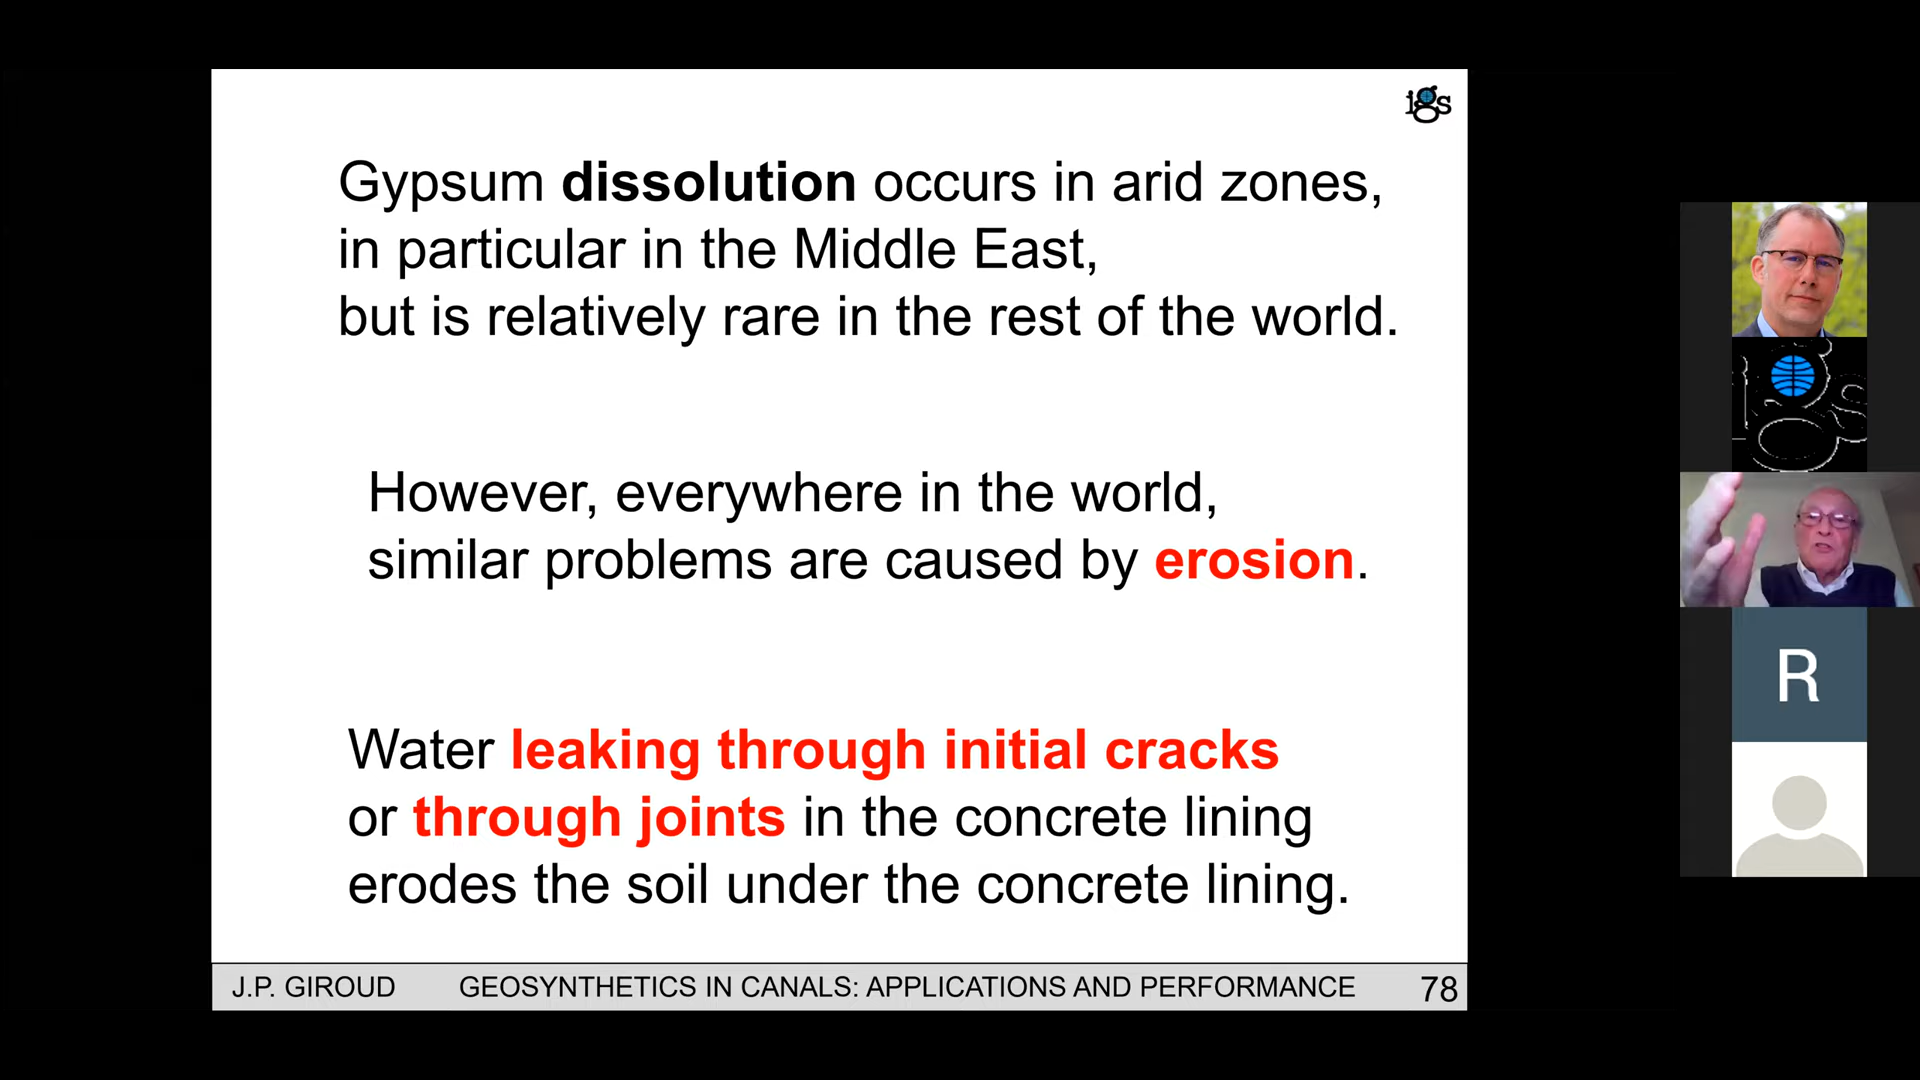 igs
Gypsum dissolution occurs in arid zones,
in particular in the Middle East,
but is relatively rare in the rest of the world.
However, everywhere in the world,
similar problems are caused by erosion.
Water leaking through initial cracks
or through joints in the concrete lining
erodes the soil under the concrete lining.
J.P. GIROUD GEOSYNTHETICS IN CANALS: APPLICATIONS AND PERFORMANCE 78
igs
R